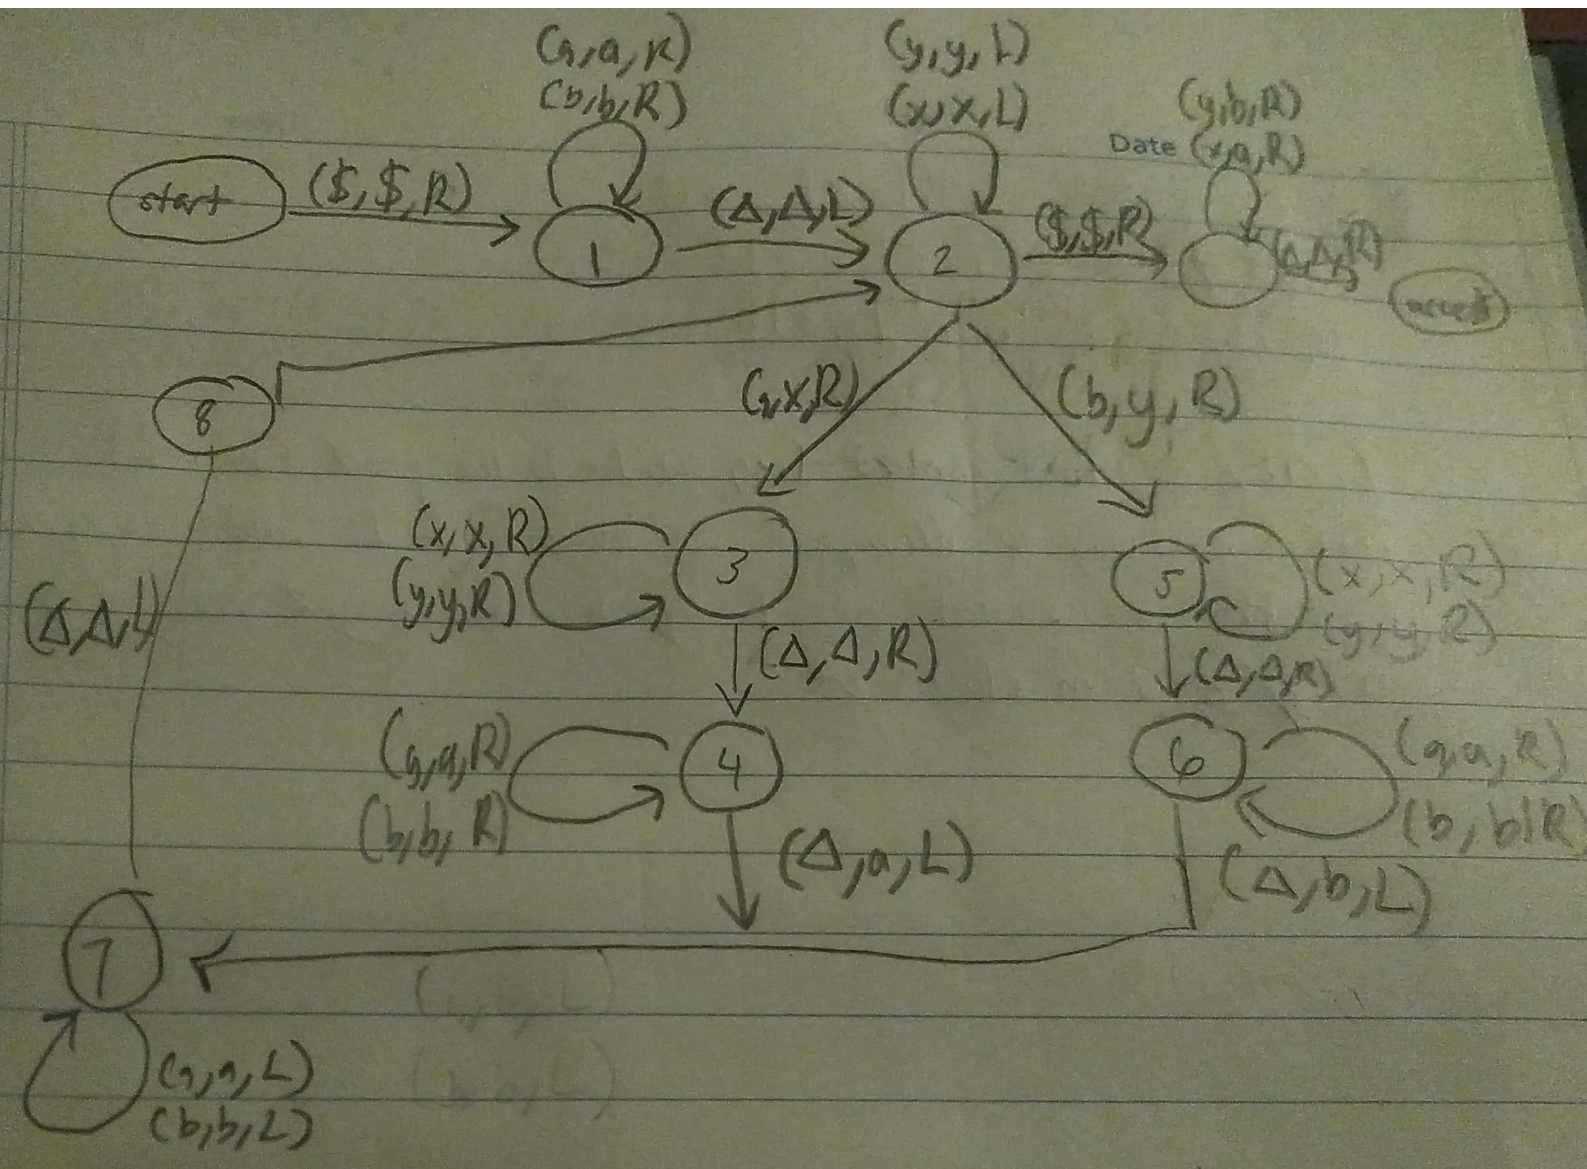 (a,a,R)
(b,b,R)
(y,y,L)
(x,x,L)
(y,b,R)
Date (x,a,R)
start
($,$,R)
1
(Δ,Δ,L)
2
($,$,R)
(Δ,Δ,R)
accept
8
(a,x,R)
(b,y,R)
(x,x,R)
(y,y,R)
3
5
(x,x,R)
(y,y,R)
(Δ,Δ,L)
(Δ,Δ,R)
(Δ,Δ,R)
(a,a,R)
(b,b,R)
4
6
(a,a,R)
(b,b,R)
(Δ,a,L)
(Δ,b,L)
7
(a,a,L)
(b,b,L)